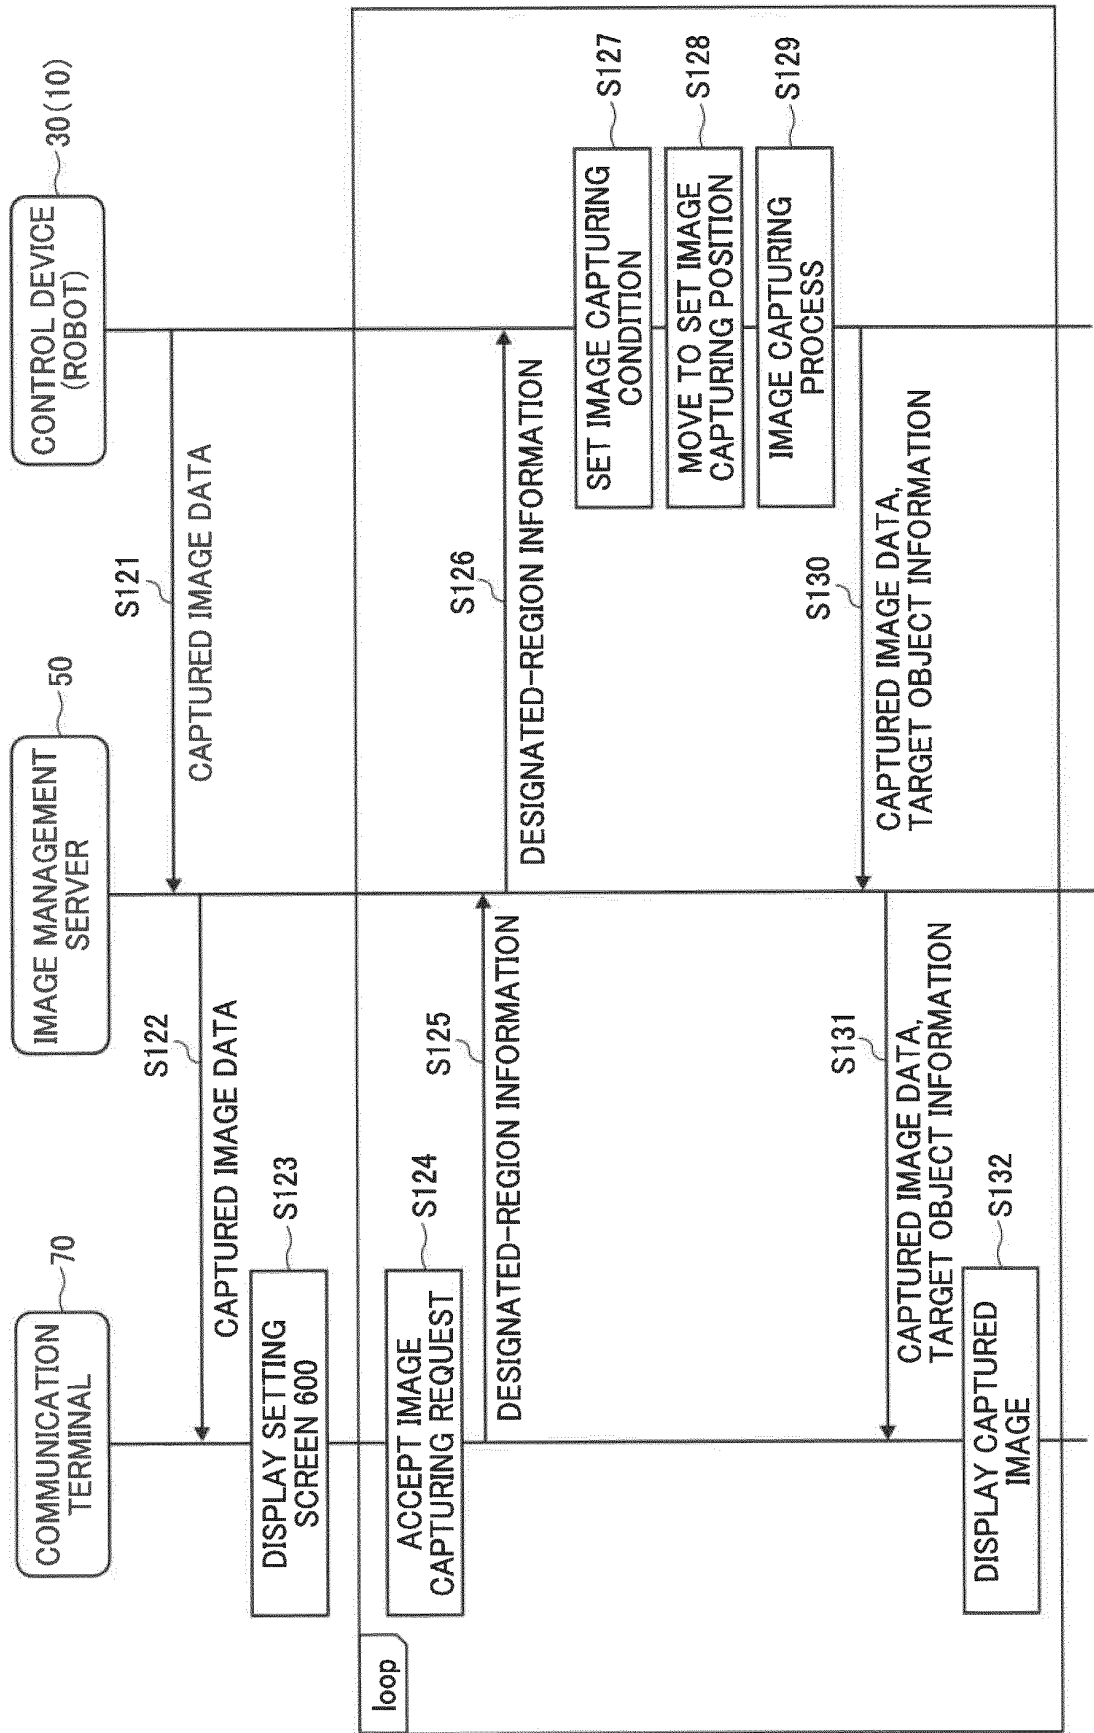 COMMUNICATION
TERMINAL
70
IMAGE MANAGEMENT
SERVER
50
CONTROL DEVICE
(ROBOT)
30(10)
S121
CAPTURED IMAGE DATA
S122
CAPTURED IMAGE DATA
DISPLAY SETTING
SCREEN 600
S123
loop
ACCEPT IMAGE
CAPTURING REQUEST
S124
S125
DESIGNATED-REGION INFORMATION
S126
DESIGNATED-REGION INFORMATION
SET IMAGE CAPTURING
CONDITION
S127
MOVE TO SET IMAGE
CAPTURING POSITION
S128
IMAGE CAPTURING
PROCESS
S129
S130
CAPTURED IMAGE DATA,
TARGET OBJECT INFORMATION
S131
CAPTURED IMAGE DATA,
TARGET OBJECT INFORMATION
DISPLAY CAPTURED
IMAGE
S132